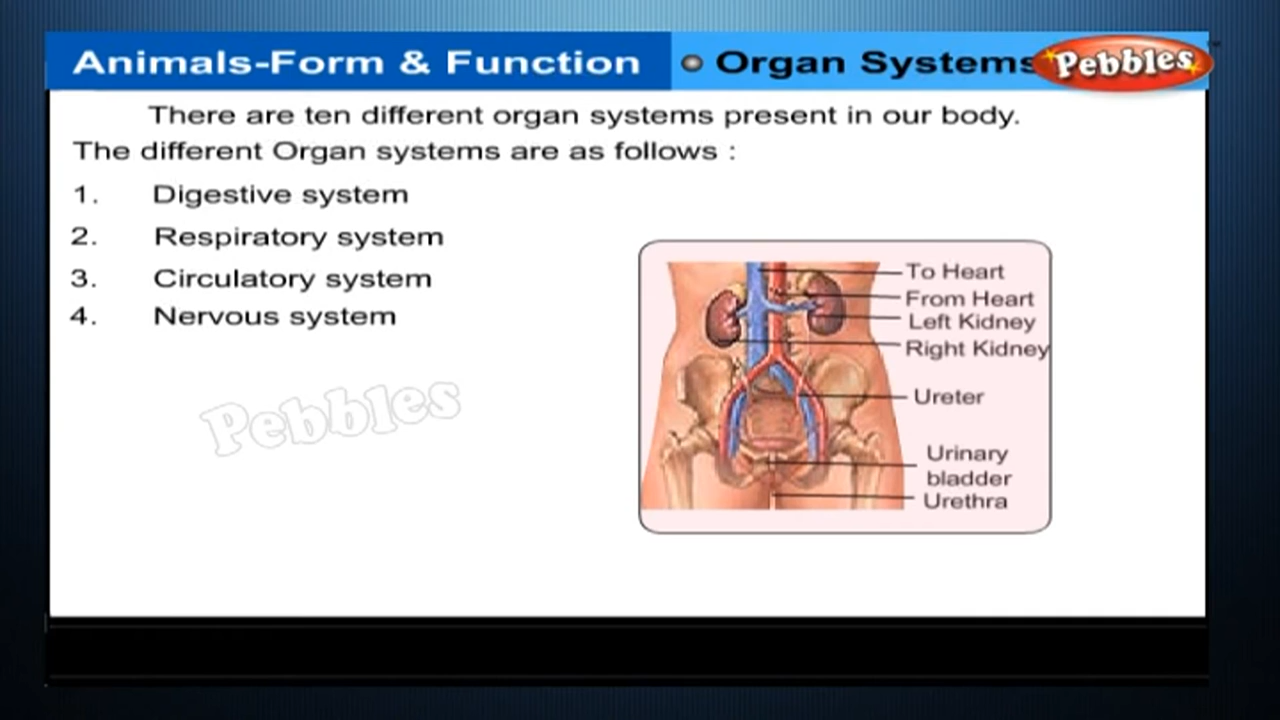 Animals-Form & Function
Organ Systems
Pebbles
There are ten different organ systems present in our body.
The different Organ systems are as follows :
1. Digestive system
2. Respiratory system
3. Circulatory system
4. Nervous system
Pebbles
To Heart
From Heart
Left Kidney
Right Kidney
Ureter
Urinary
bladder
Urethra